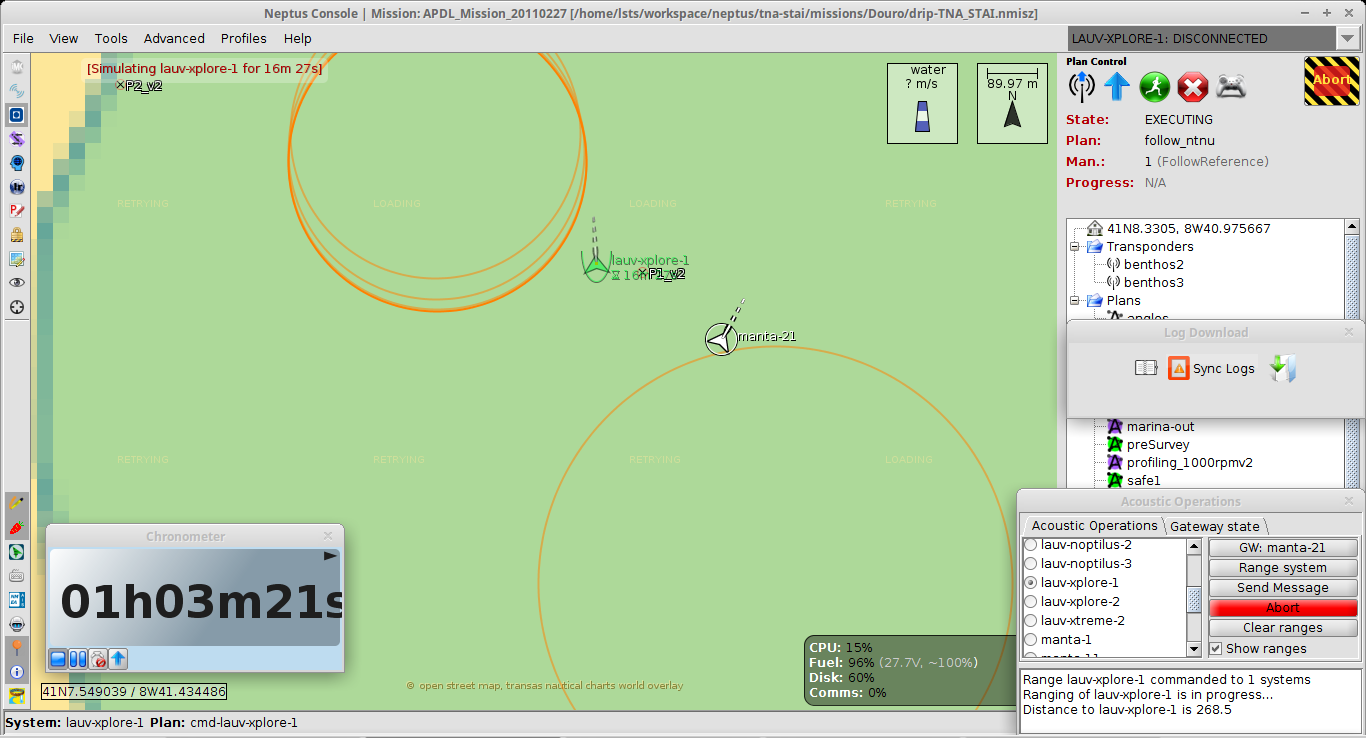 Neptus Console | Mission: APDL_Mission_20110227 [/home/lsts/workspace/neptus/tna-stai/missions/Douro/drip-TNA_STAI.nmisz]
File View Tools Advanced Profiles Help
LAUV-XPLORE-1: DISCONNECTED
[Simulating lauv-xplore-1 for 16m 27s]
P2_v2
water
? m/s
89.97 m
N
Plan Control
Abort
State: EXECUTING
Plan: follow_ntnu
Man.: 1 (FollowReference)
Progress: N/A
RETRYING LOADING LOADING RETRYING
lauv-xplore-1
P1_v2
manta-21
RETRYING RETRYING RETRYING LOADING
41N8.3305, 8W40.975667
Transponders
benthos2
benthos3
Plans
angles
Log Download
Sync Logs
marina-out
preSurvey
profiling_1000rpmv2
safe1
Chronometer
01h03m21s
41N7.549039 / 8W41.434486
© open street map, transas nautical charts world overlay
CPU: 15%
Fuel: 96% (27.7V, ~100%)
Disk: 60%
Comms: 0%
Acoustic Operations
Acoustic Operations Gateway state
lauv-noptilus-2
lauv-noptilus-3
lauv-xplore-1
lauv-xplore-2
lauv-xtreme-2
manta-1
GW: manta-21
Range system
Send Message
Abort
Clear ranges
Show ranges
Range lauv-xplore-1 commanded to 1 systems
Ranging of lauv-xplore-1 is in progress...
Distance to lauv-xplore-1 is 268.5
System: lauv-xplore-1 Plan: cmd-lauv-xplore-1